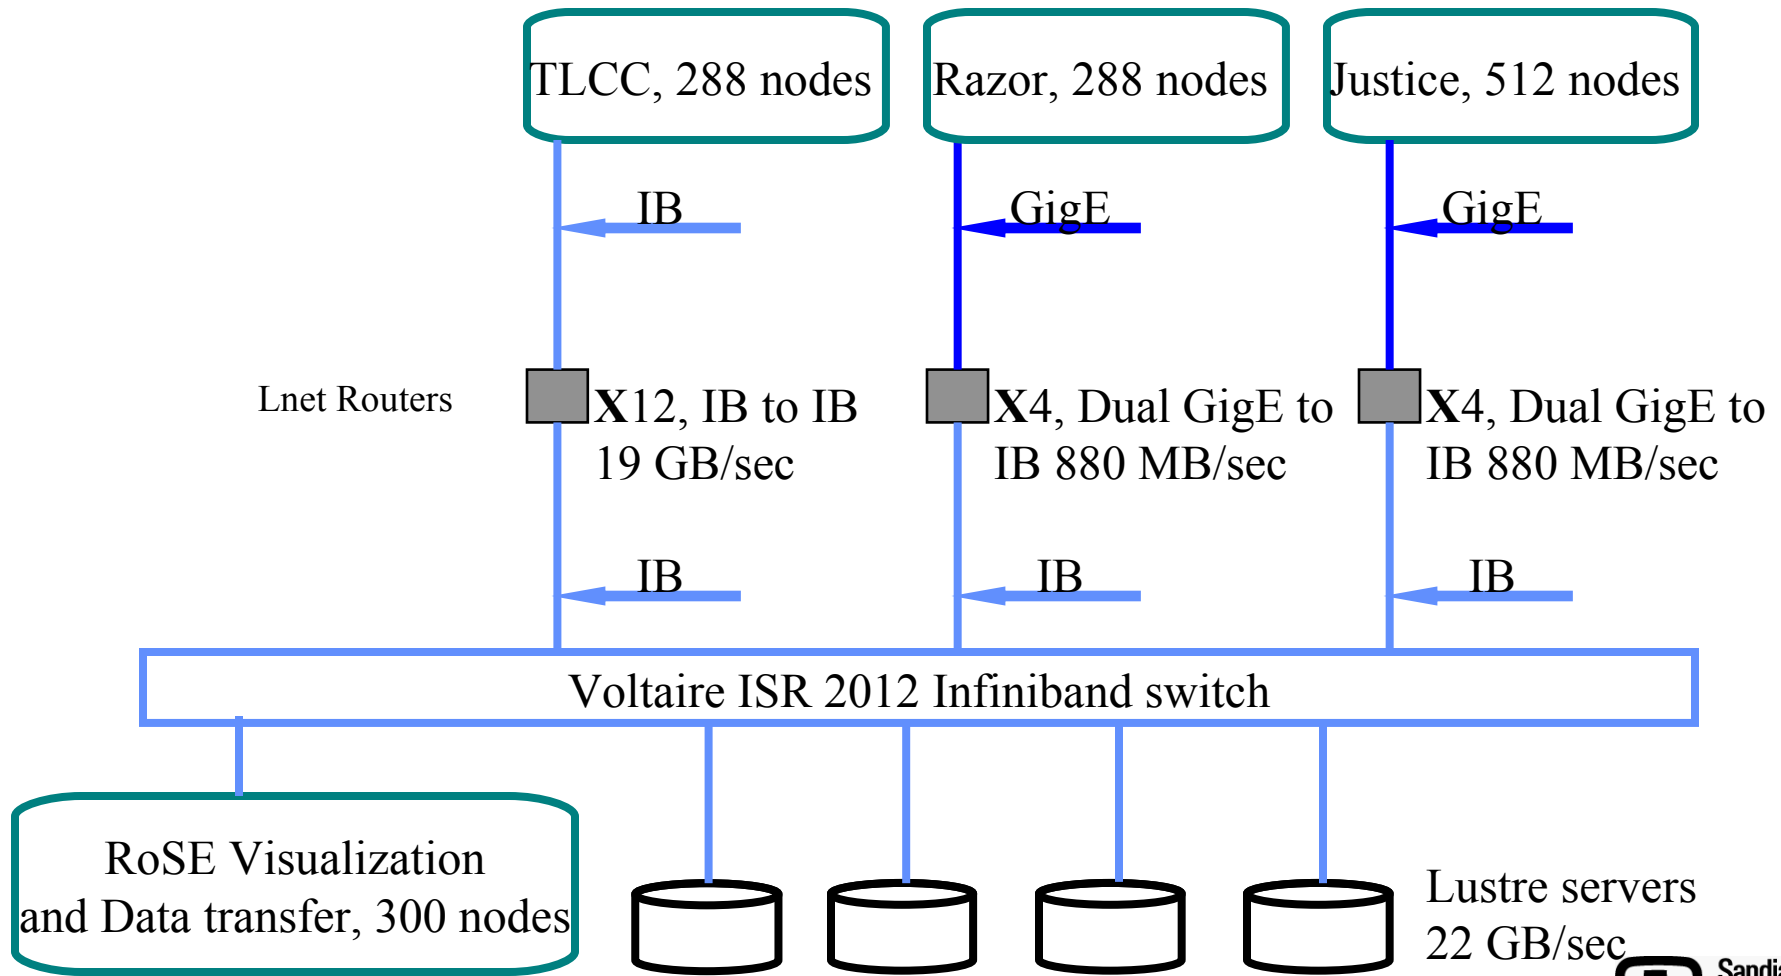 TLCC, 288 nodes
Razor, 288 nodes
Justice, 512 nodes
IB
GigE
GigE
Lnet Routers
X12, IB to IB
19 GB/sec
X4, Dual GigE to
IB 880 MB/sec
X4, Dual GigE to
IB 880 MB/sec
IB
IB
IB
Voltaire ISR 2012 Infiniband switch
RoSE Visualization
and Data transfer, 300 nodes
Lustre servers
22 GB/sec